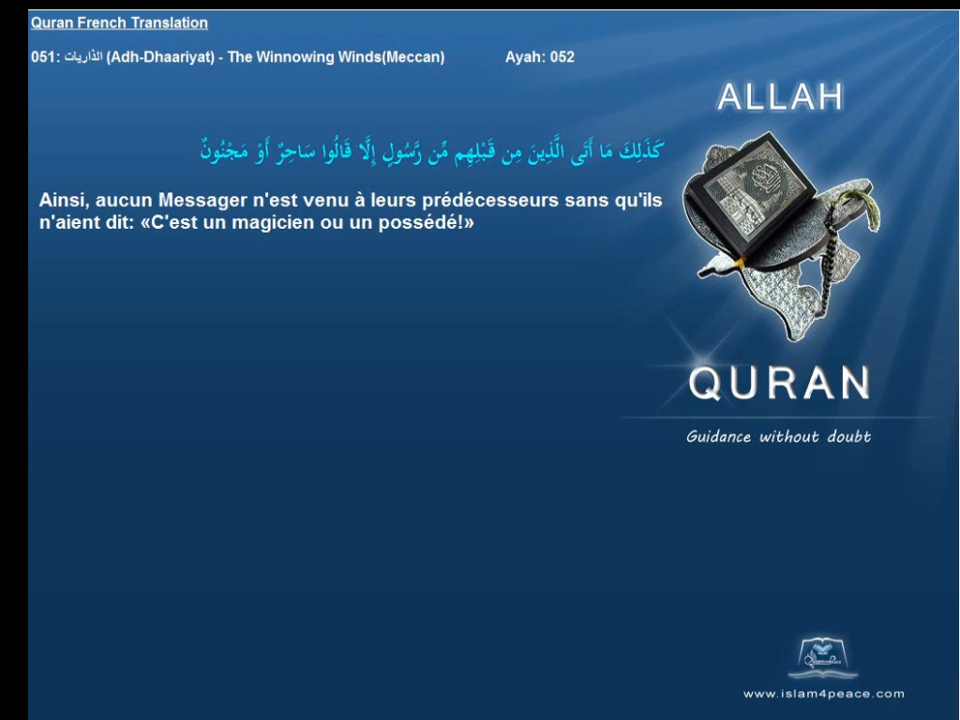 Quran French Translation
051: الذاريات (Adh-Dhaariyat) - The Winnowing Winds(Meccan) Ayah: 052
ALLAH
كَذَٰلِكَ مَا أَتَى الَّذِينَ مِن قَبْلِهِم مِّن رَّسُولٍ إِلَّا قَالُوا سَاحِرٌ أَوْ مَجْنُونٌ
Ainsi, aucun Messager n'est venu à leurs prédécesseurs sans qu'ils
n'aient dit: «C'est un magicien ou un possédé!»
QURAN
Guidance without doubt
www.islam4peace.com